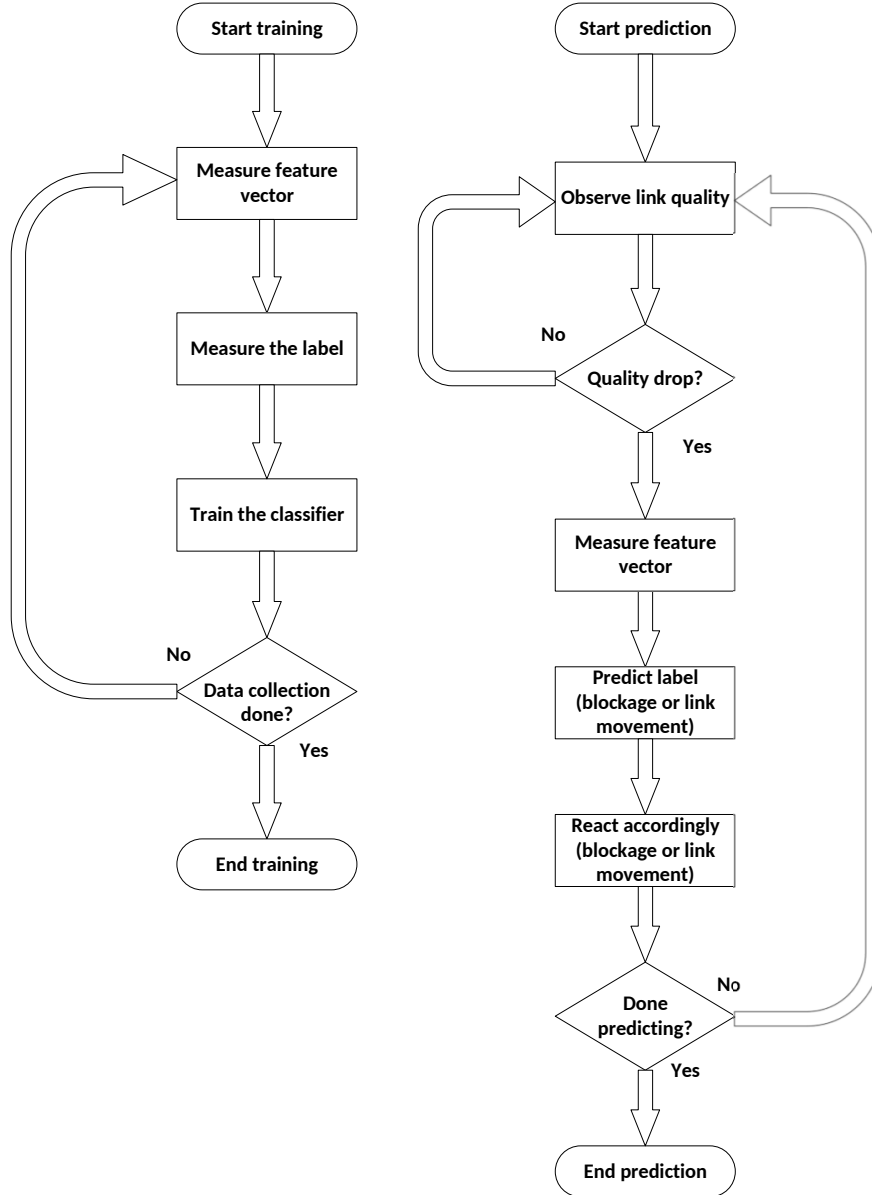 Start training
Measure feature
vector
Measure the label
Train the classifier
No
Data collection
done?
Yes
End training
Start prediction
Observe link quality
No
Quality drop?
Yes
Measure feature
vector
Predict label
(blockage or link
movement)
React accordingly
(blockage or link
movement)
No
Done
predicting?
Yes
End prediction